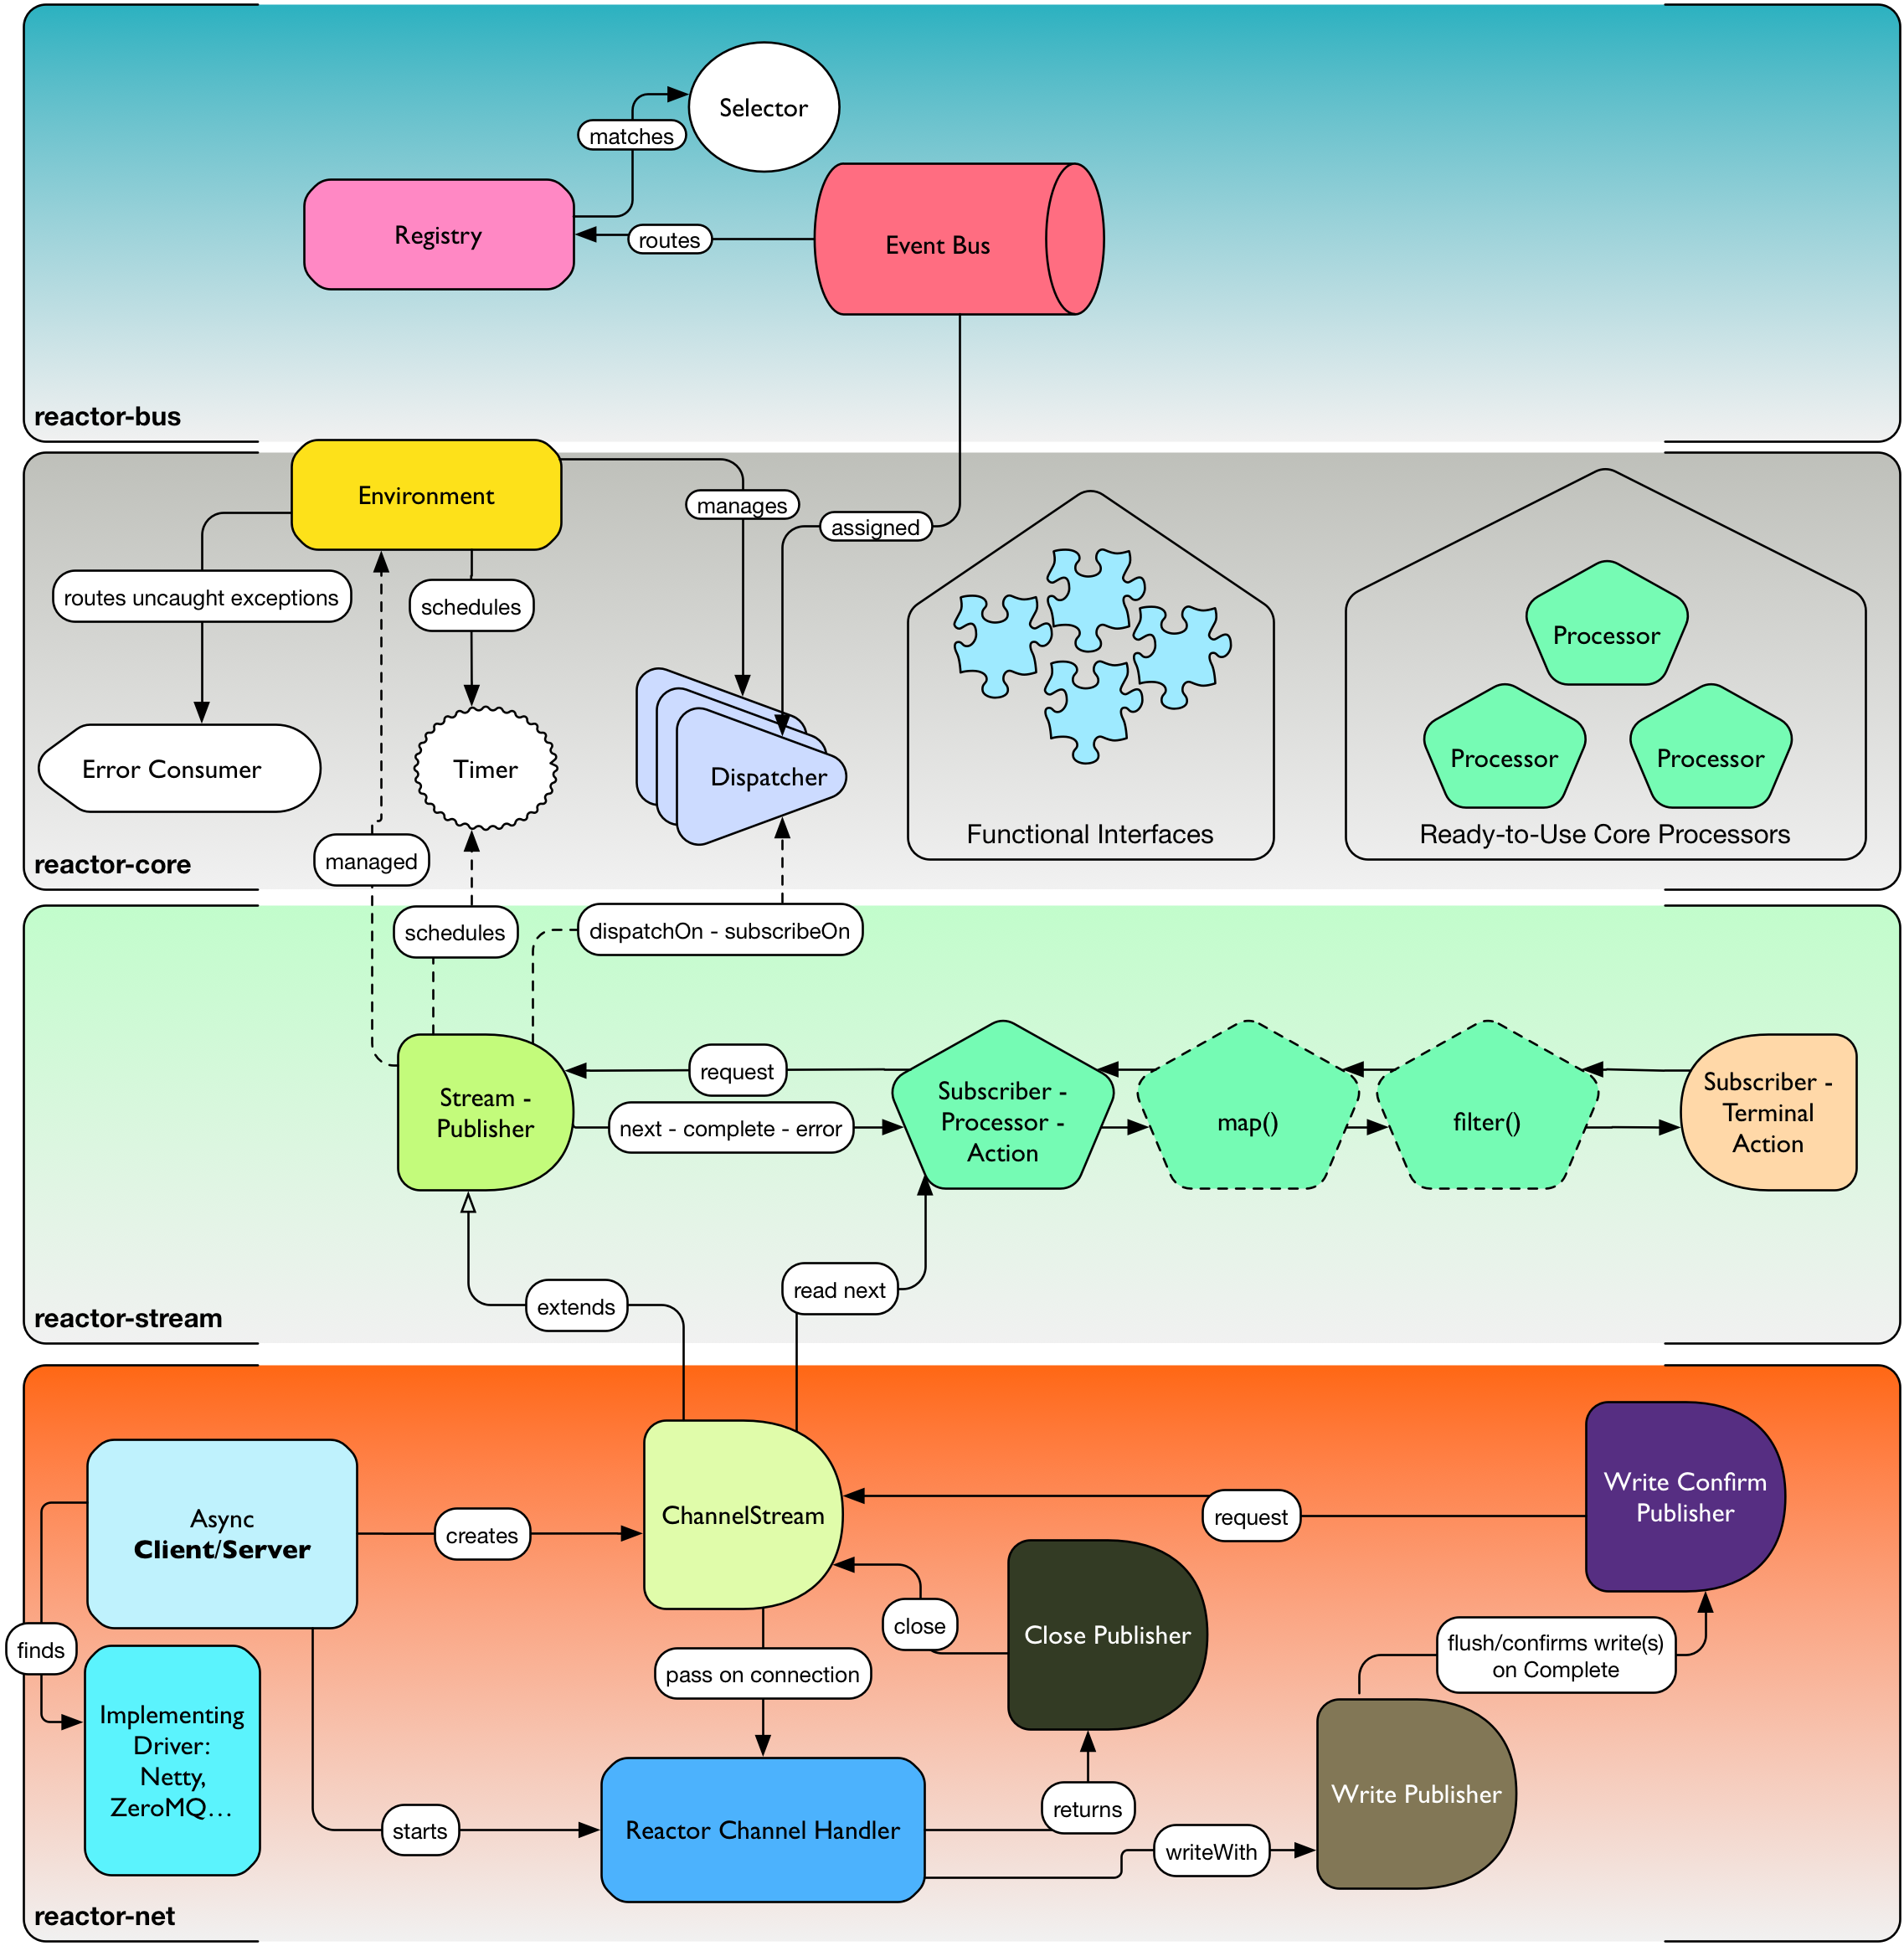 Selector
matches
Registry
routes
Event Bus
reactor-bus
Environment
manages
assigned
routes uncaught exceptions
schedules
Processor
Error Consumer
Timer
Dispatcher
Processor
Processor
Functional Interfaces
Ready-to-Use Core Processors
managed
reactor-core
schedules
dispatchOn - subscribeOn
request
Stream -
Publisher
next - complete - error
Subscriber -
Processor -
Action
map()
filter()
Subscriber -
Terminal
Action
read next
extends
reactor-stream
Async
Client/Server
creates
ChannelStream
request
Write Confirm
Publisher
finds
close
Close Publisher
flush/confirms write(s)
on Complete
pass on connection
Implementing
Driver:
Netty,
ZeroMQ...
starts
Reactor Channel Handler
returns
writeWith
Write Publisher
reactor-net